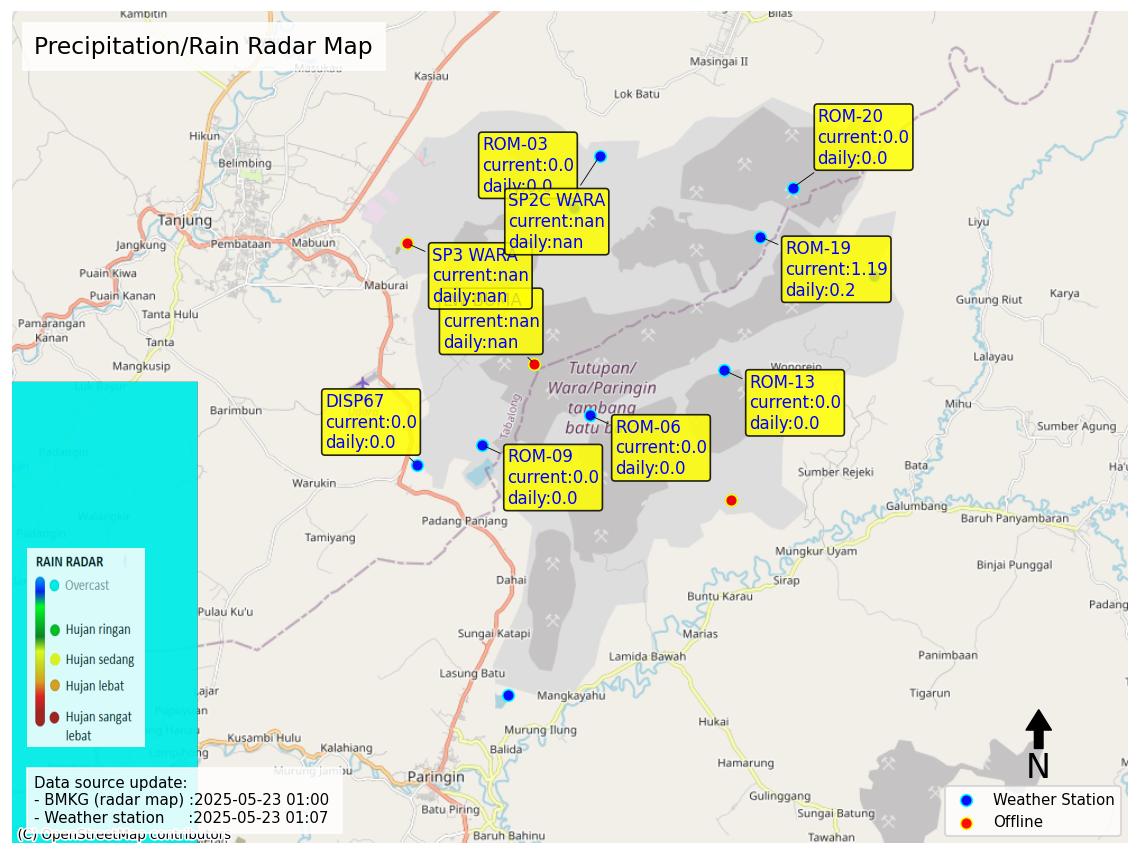 Precipitation/Rain Radar Map
Kambitin
Bilas
Masingai II
Kasiau
Lok Batu
Hikun
Belimbing
Tanjung
Jangkung
Pembataan
Mabuun
Puain Kiwa
Maburai
Puain Kanan
Tanta Hulu
Pamarangan
Kanan
Tanta
Mangkusip
Barimbun
Warukin
Tamiyang
Padang Panjang
Dahai
Pulau Ku'u
Sungai Katapi
Lasung Batu
Mangkayahu
Murung Ilung
Balida
Kusambi Hulu
Kalahiang
Murung Jambu
Paringin
Batu Piring
Baruh Bahinu
Lamida Bawah
Marias
Buntu Karau
Sirap
Mungkur Uyam
Sumber Rejeki
Bata
Galumbang
Baruh Panyambaran
Binjai Punggal
Padang
Panimbaan
Tigarun
Hukai
Hamarung
Gulinggang
Sungai Batung
Tawahan
Sumber Agung
Ha'u
Mihu
Lalayau
Gunung Riut
Karya
Liyu
Wonorejo
Tabalong
Tutupan/
Wara/Paringin
tambang
batu b
ROM-03
current:0.0
daily:0.0
SP2C WARA
current:nan
daily:nan
SP3 WARA
current:nan
daily:nan
current:nan
daily:nan
ROM-20
current:0.0
daily:0.0
ROM-19
current:1.19
daily:0.2
ROM-13
current:0.0
daily:0.0
ROM-06
current:0.0
daily:0.0
ROM-09
current:0.0
daily:0.0
DISP67
current:0.0
daily:0.0
RAIN RADAR
Overcast
Hujan ringan
Hujan sedang
Hujan lebat
Hujan sangat
lebat
Data source update:
- BMKG (radar map) :2025-05-23 01:00
- Weather station :2025-05-23 01:07
(C) OpenStreetMap contributors
N
Weather Station
Offline